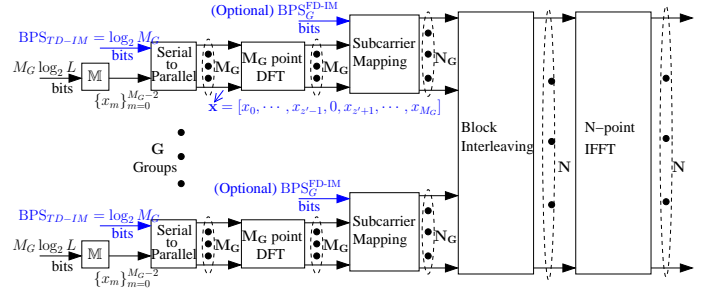 (Optional) BPS_G^{FD-IM}
bits
BPS_{TD-IM} = log_2 M_G
bits
M_G log_2 L
bits
𝕄
{x_m}_{m=0}^{M_G-2}
Serial
to
Parallel
M_G
M_G point
DFT
M_G
Subcarrier
Mapping
N_G
x = [x_0, ⋯ , x_{z'-1}, 0, x_{z'+1}, ⋯ , x_{M_G}]
G
Groups
Block
Interleaving
N
N-point
IFFT
N
(Optional) BPS_G^{FD-IM}
bits
BPS_{TD-IM} = log_2 M_G
bits
M_G log_2 L
bits
𝕄
{x_m}_{m=0}^{M_G-2}
Serial
to
Parallel
M_G
M_G point
DFT
M_G
Subcarrier
Mapping
N_G